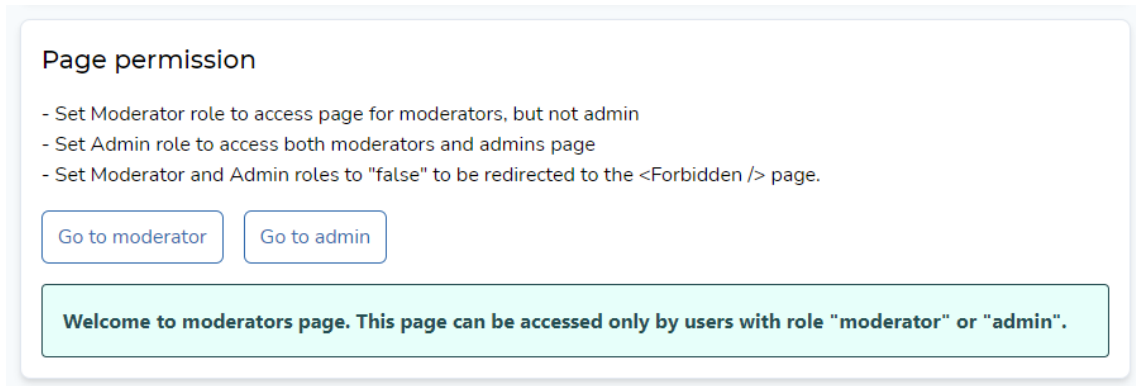 Page permission
- Set Moderator role to access page for moderators, but not admin
- Set Admin role to access both moderators and admins page
- Set Moderator and Admin roles to "false" to be redirected to the <Forbidden /> page.
Go to moderator Go to admin
Welcome to moderators page. This page can be accessed only by users with role "moderator" or "admin".